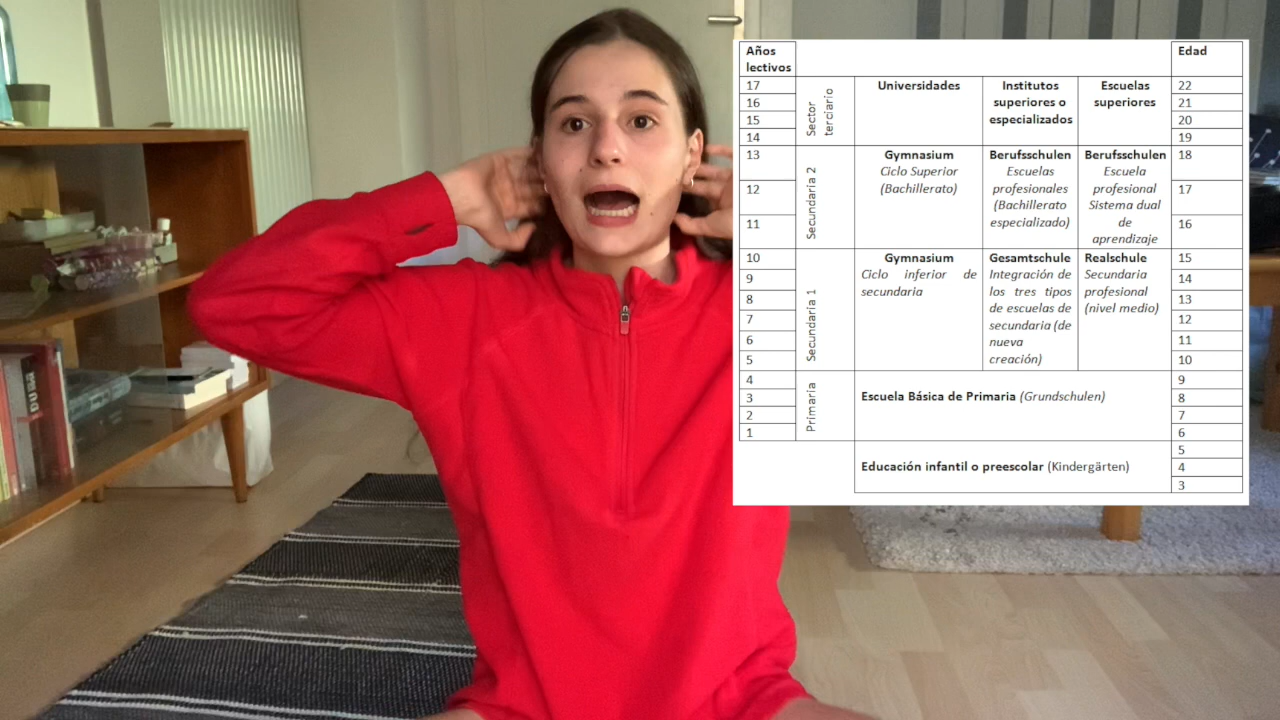 Años
lectivos
Edad
17
16
15
14
Sector
terciario
Universidades
Institutos
superiores o
especializados
Escuelas
superiores
22
21
20
19
13
12
11
Secundaria 2
Gymnasium
Ciclo Superior
(Bachillerato)
Berufsschulen
Escuelas
profesionales
(Bachillerato
especializado)
Berufsschulen
Escuela
profesional
Sistema dual
de
aprendizaje
18
17
16
10
9
8
7
6
5
Secundaria 1
Gymnasium
Ciclo inferior de
secundaria
Gesamtschule
Integración de
los tres tipos
de escuelas de
secundaria (de
nueva
creación)
Realschule
Secundaria
profesional
(nivel medio)
15
14
13
12
11
10
4
3
2
1
Primaria
Escuela Básica de Primaria (Grundschulen)
9
8
7
6
Educación infantil o preescolar (Kindergärten)
5
4
3
DUBA